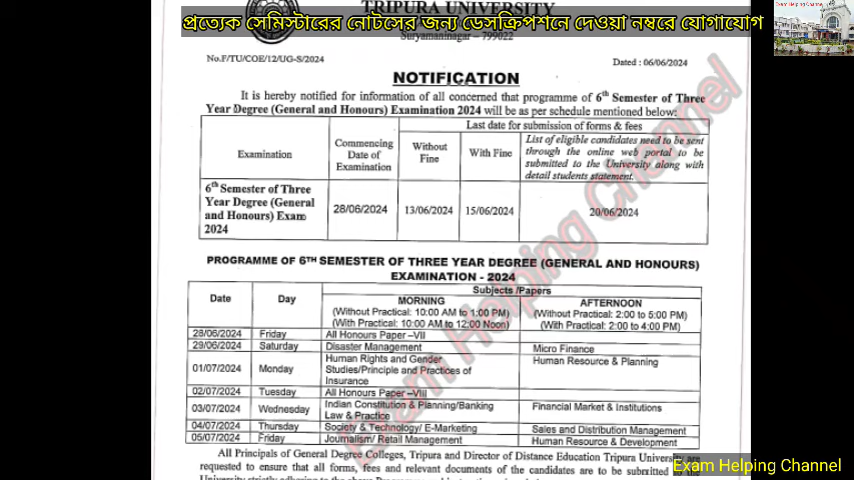 TRIPURA UNIVERSITY
প্রত্যেক সেমিস্টারের নোটিসের জন্য ডেসক্রিপশনে দেওয়া নম্বরে যোগাযোগ
Suryamaninagar – 799022
Exam Helping Channel
No.F/TU/COE/12/UG-S/2024
Dated : 06/06/2024
NOTIFICATION
It is hereby notified for information of all concerned that programme of 6th Semester of Three
Year Degree (General and Honours) Examination 2024 will be as per schedule mentioned below:
Examination
Commencing Date of Examination
Last date for submission of forms & fees
Without Fine
With Fine
List of eligible candidates need to be sent
through the online web portal to be
submitted to the University along with
detail students statement.
6th Semester of Three
Year Degree (General
and Honours) Exam
2024
28/06/2024
13/06/2024
15/06/2024
20/06/2024
PROGRAMME OF 6TH SEMESTER OF THREE YEAR DEGREE (GENERAL AND HONOURS)
EXAMINATION - 2024
Date
Day
Subjects /Papers
MORNING
(Without Practical: 10:00 AM to 1:00 PM)
(With Practical: 10:00 AM to 12:00 Noon)
AFTERNOON
(Without Practical: 2:00 to 5:00 PM)
(With Practical: 2:00 to 4:00 PM)
28/06/2024 Friday All Honours Paper -VII
29/06/2024 Saturday Disaster Management Micro Finance
01/07/2024 Monday Human Rights and Gender Human Resource & Planning
Studies/Principle and Practices of
Insurance
02/07/2024 Tuesday All Honours Paper -VIII
03/07/2024 Wednesday Indian Constitution & Planning/Banking Financial Market & Institutions
Law & Practice
04/07/2024 Thursday Society & Technology/ E-Marketing Sales and Distribution Management
05/07/2024 Friday Journalism/ Retail Management Human Resource & Development
All Principals of General Degree Colleges, Tripura and Director of Distance Education Tripura University are
requested to ensure that all forms, fees and relevant documents of the candidates are to be submitted
Exam Helping Channel
Exam Helping Channel